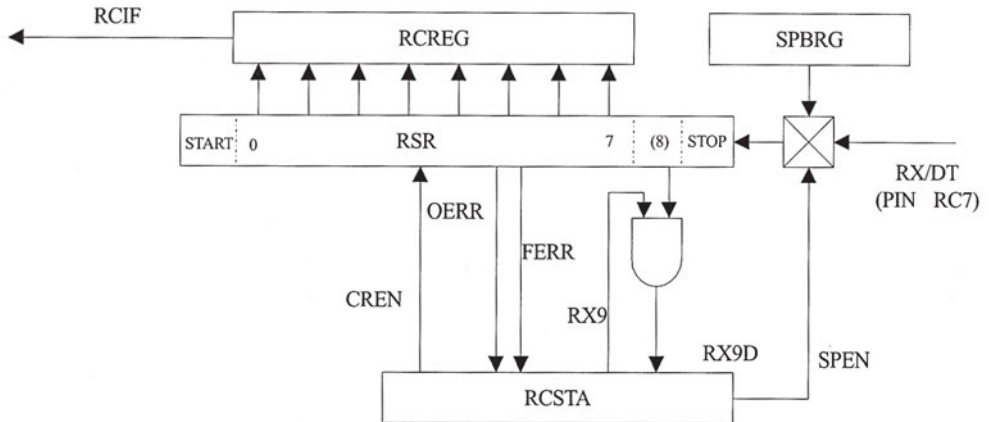 RCIF
RCREG
SPBRG
START
0
RSR
7
(8)
STOP
RX/DT
(PIN RC7)
OERR
FERR
CREN
RX9
RX9D
SPEN
RCSTA